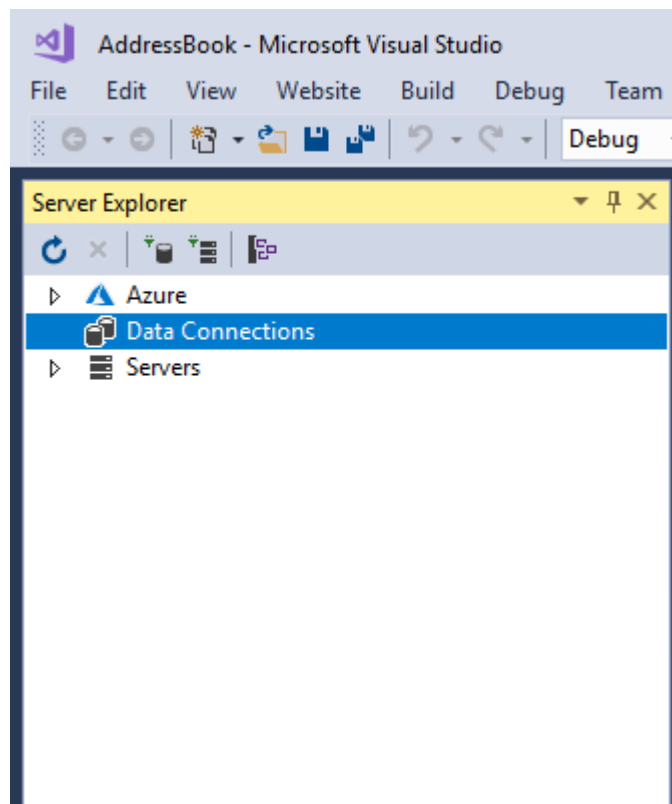 AddressBook - Microsoft Visual Studio
File Edit View Website Build Debug Team
Debug
Server Explorer
Azure
Data Connections
Servers